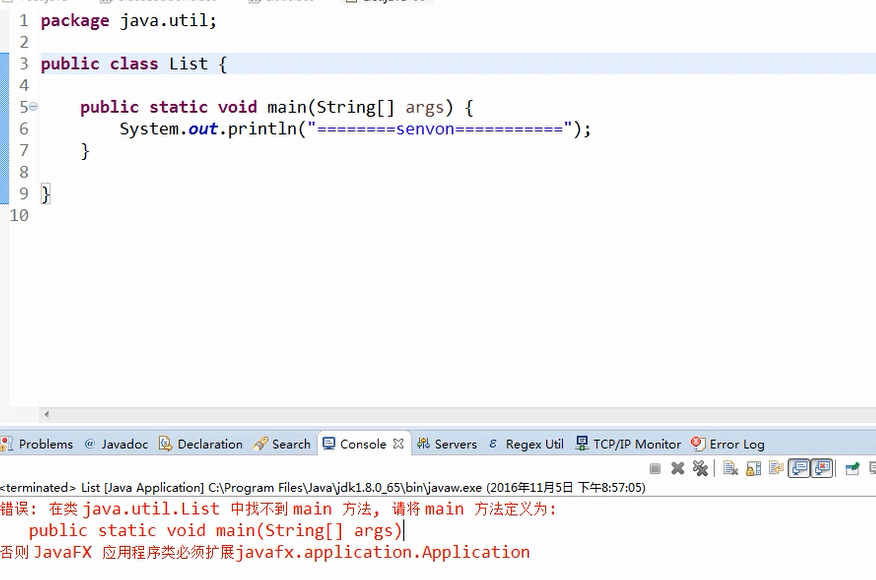 1 package java.util;
2
3 public class List {
4
5 public static void main(String[] args) {
6 System.out.println("========senvon===========");
7 }
8
9 }
10
Problems @ Javadoc Declaration Search Console Servers Regex Util TCP/IP Monitor Error Log
<terminated> List [Java Application] C:\Program Files\Java\jdk1.8.0_65\bin\javaw.exe (2016年11月5日 下午8:57:05)
错误: 在类 java.util.List 中找不到 main 方法, 请将 main 方法定义为:
public static void main(String[] args)
否则 JavaFX 应用程序类必须扩展javafx.application.Application